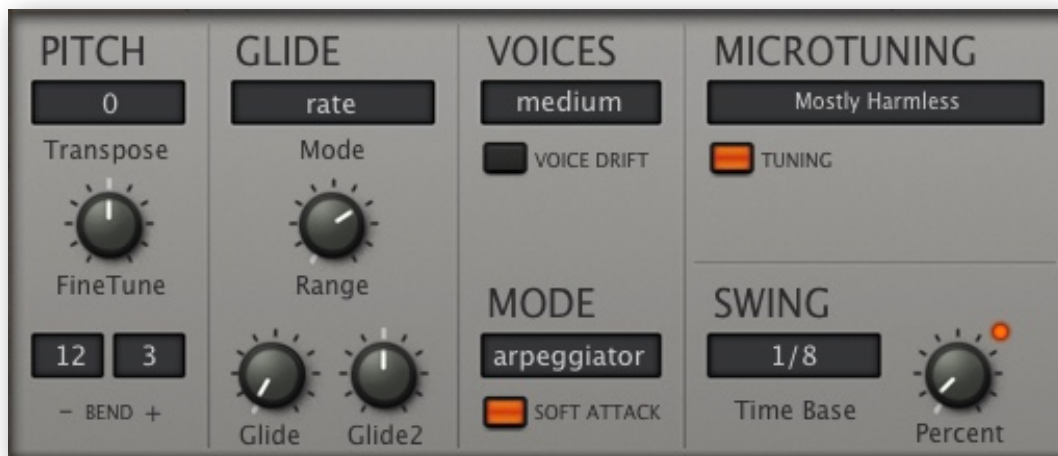 PITCH
0
Transpose
FineTune
12 3
- BEND +
GLIDE
rate
Mode
Range
Glide Glide2
VOICES
medium
VOICE DRIFT
MODE
arpeggiator
SOFT ATTACK
MICROTUNING
Mostly Harmless
TUNING
SWING
1/8
Time Base
Percent